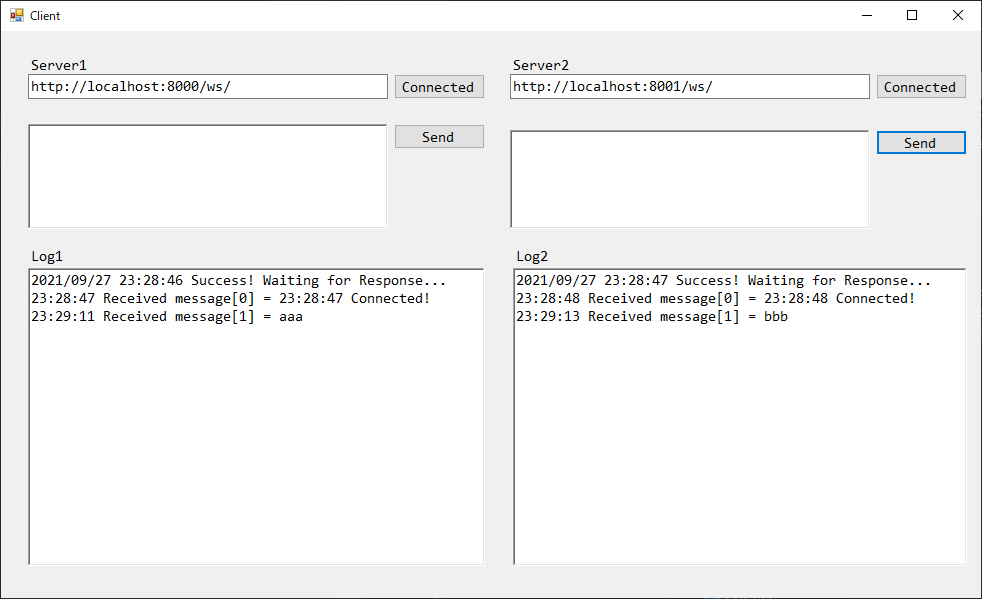 Client
Server1
http://localhost:8000/ws/
Connected
Send
Log1
2021/09/27 23:28:46 Success! Waiting for Response...
23:28:47 Received message[0] = 23:28:47 Connected!
23:29:11 Received message[1] = aaa
Server2
http://localhost:8001/ws/
Connected
Send
Log2
2021/09/27 23:28:47 Success! Waiting for Response...
23:28:48 Received message[0] = 23:28:48 Connected!
23:29:13 Received message[1] = bbb